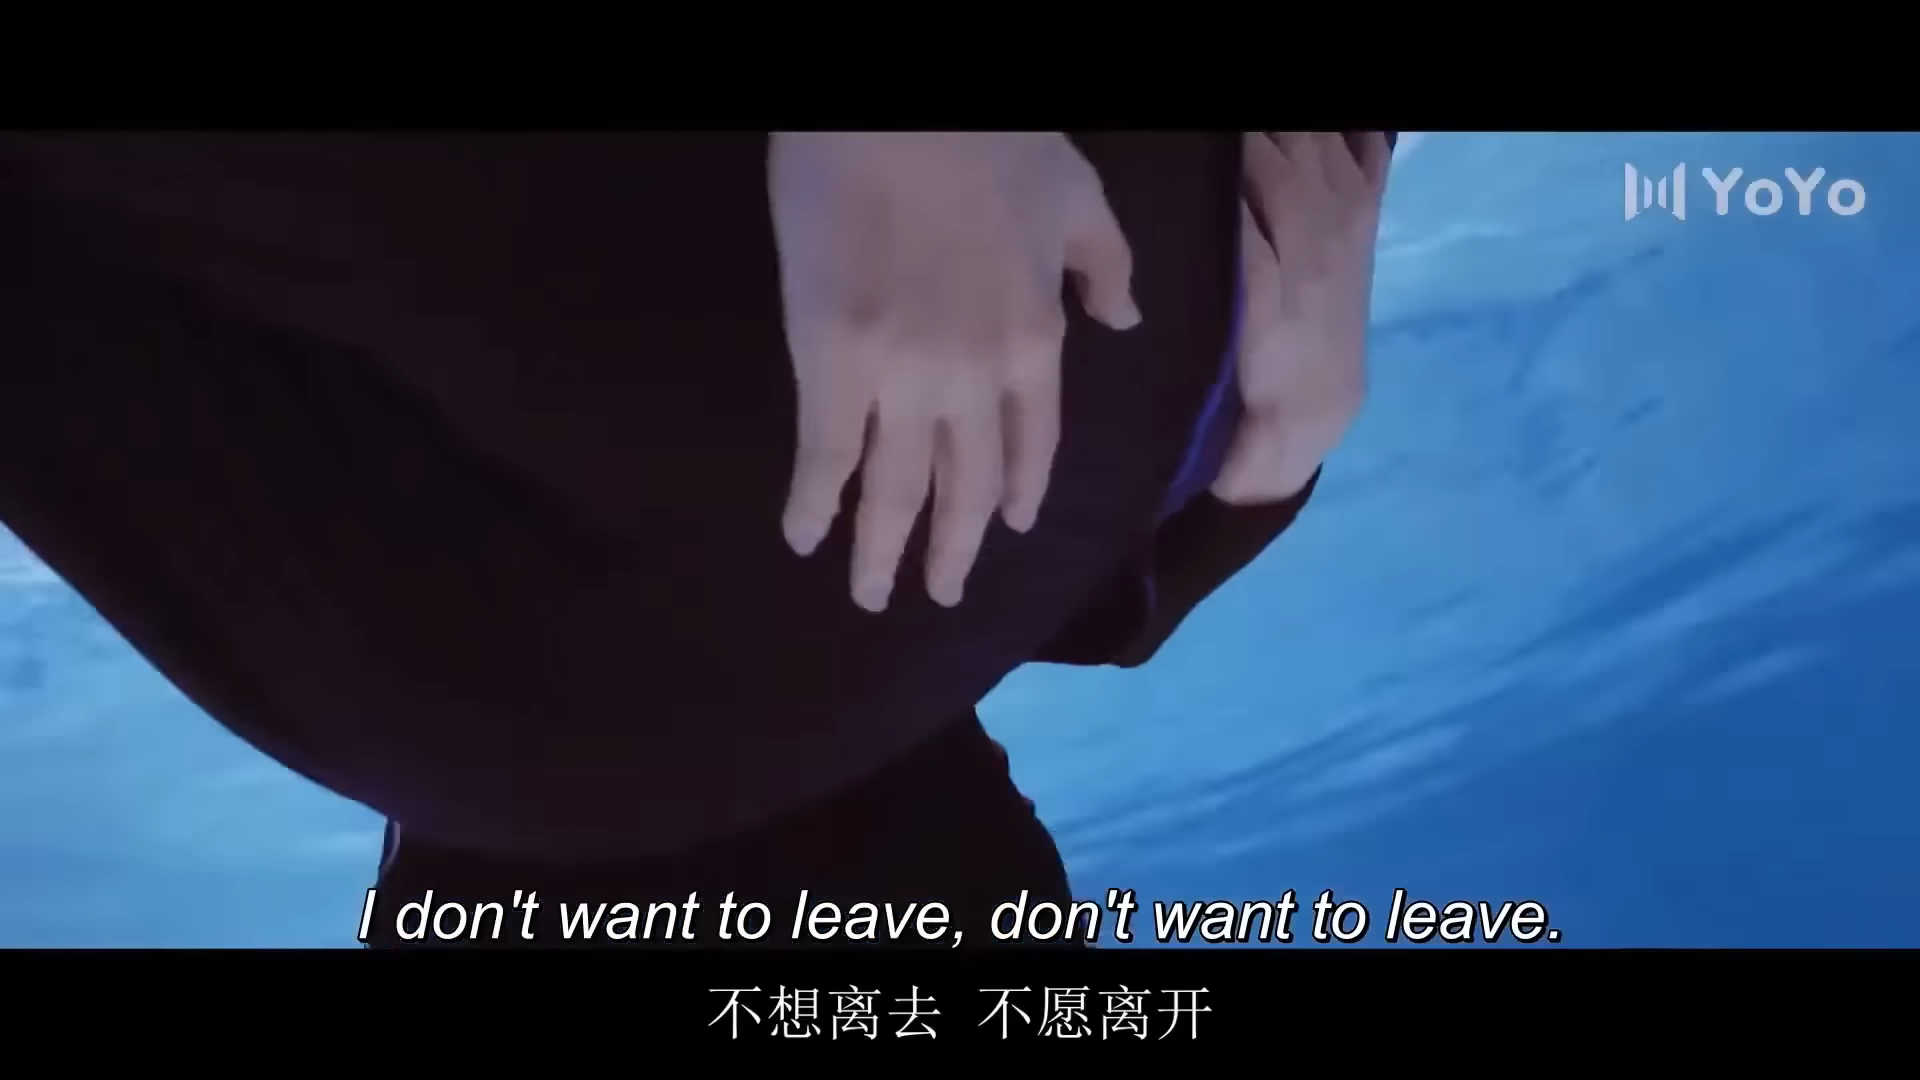 YoYo
I don't want to leave, don't want to leave.
不想离去 不愿离开